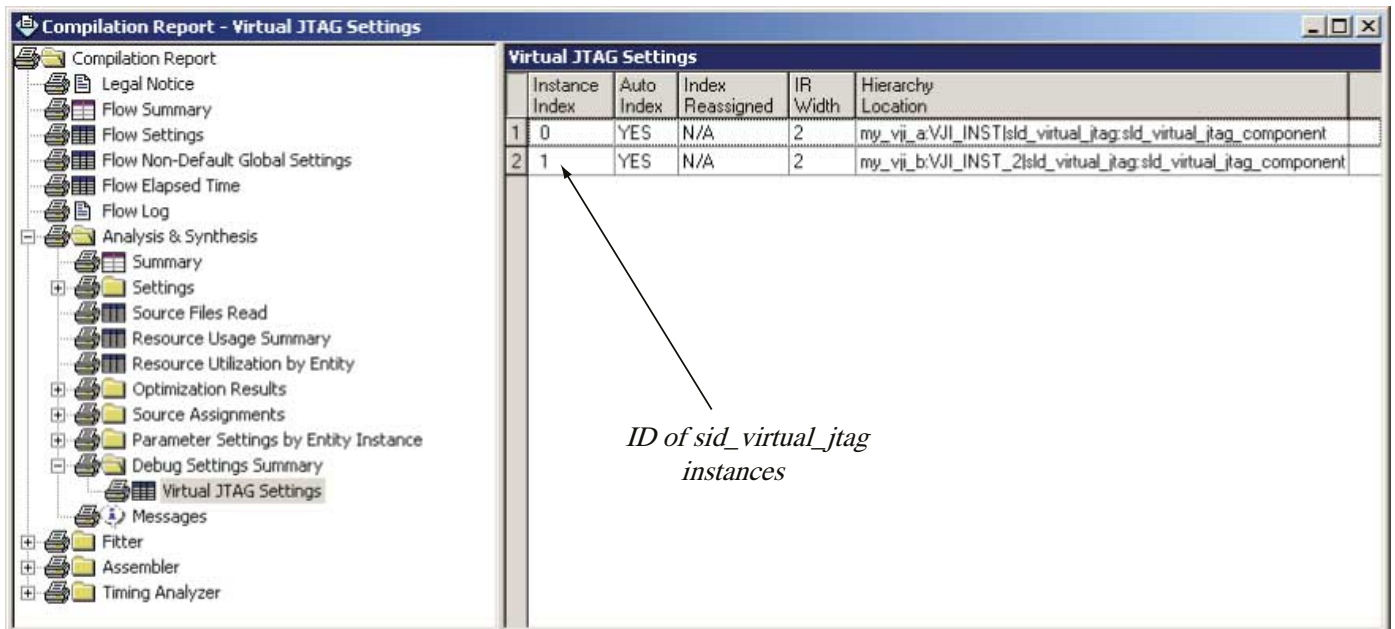 Compilation Report - Virtual JTAG Settings
Compilation Report
Legal Notice
Flow Summary
Flow Settings
Flow Non-Default Global Settings
Flow Elapsed Time
Flow Log
Analysis & Synthesis
Summary
Settings
Source Files Read
Resource Usage Summary
Resource Utilization by Entity
Optimization Results
Source Assignments
Parameter Settings by Entity Instance
Debug Settings Summary
Virtual JTAG Settings
Messages
Fitter
Assembler
Timing Analyzer
Virtual JTAG Settings
Instance Index Auto Index Index Reassigned IR Width Hierarchy Location
1 0 YES N/A 2 my_vji_a:VJI_INST|sld_virtual_jtag:sld_virtual_jtag_component
2 1 YES N/A 2 my_vji_b:VJI_INST_2|sld_virtual_jtag:sld_virtual_jtag_component
ID of sid_virtual_jtag
instances